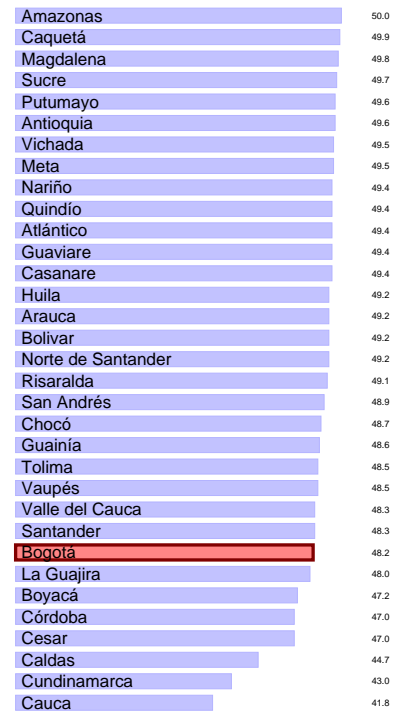 Amazonas 50.0
Caquetá 49.9
Magdalena 49.8
Sucre 49.7
Putumayo 49.6
Antioquia 49.6
Vichada 49.5
Meta 49.5
Nariño 49.4
Quindío 49.4
Atlántico 49.4
Guaviare 49.4
Casanare 49.4
Huila 49.2
Arauca 49.2
Bolivar 49.2
Norte de Santander 49.2
Risaralda 49.1
San Andrés 48.9
Chocó 48.7
Guainía 48.6
Tolima 48.5
Vaupés 48.5
Valle del Cauca 48.3
Santander 48.3
Bogotá 48.2
La Guajira 48.0
Boyacá 47.2
Córdoba 47.0
Cesar 47.0
Caldas 44.7
Cundinamarca 43.0
Cauca 41.8